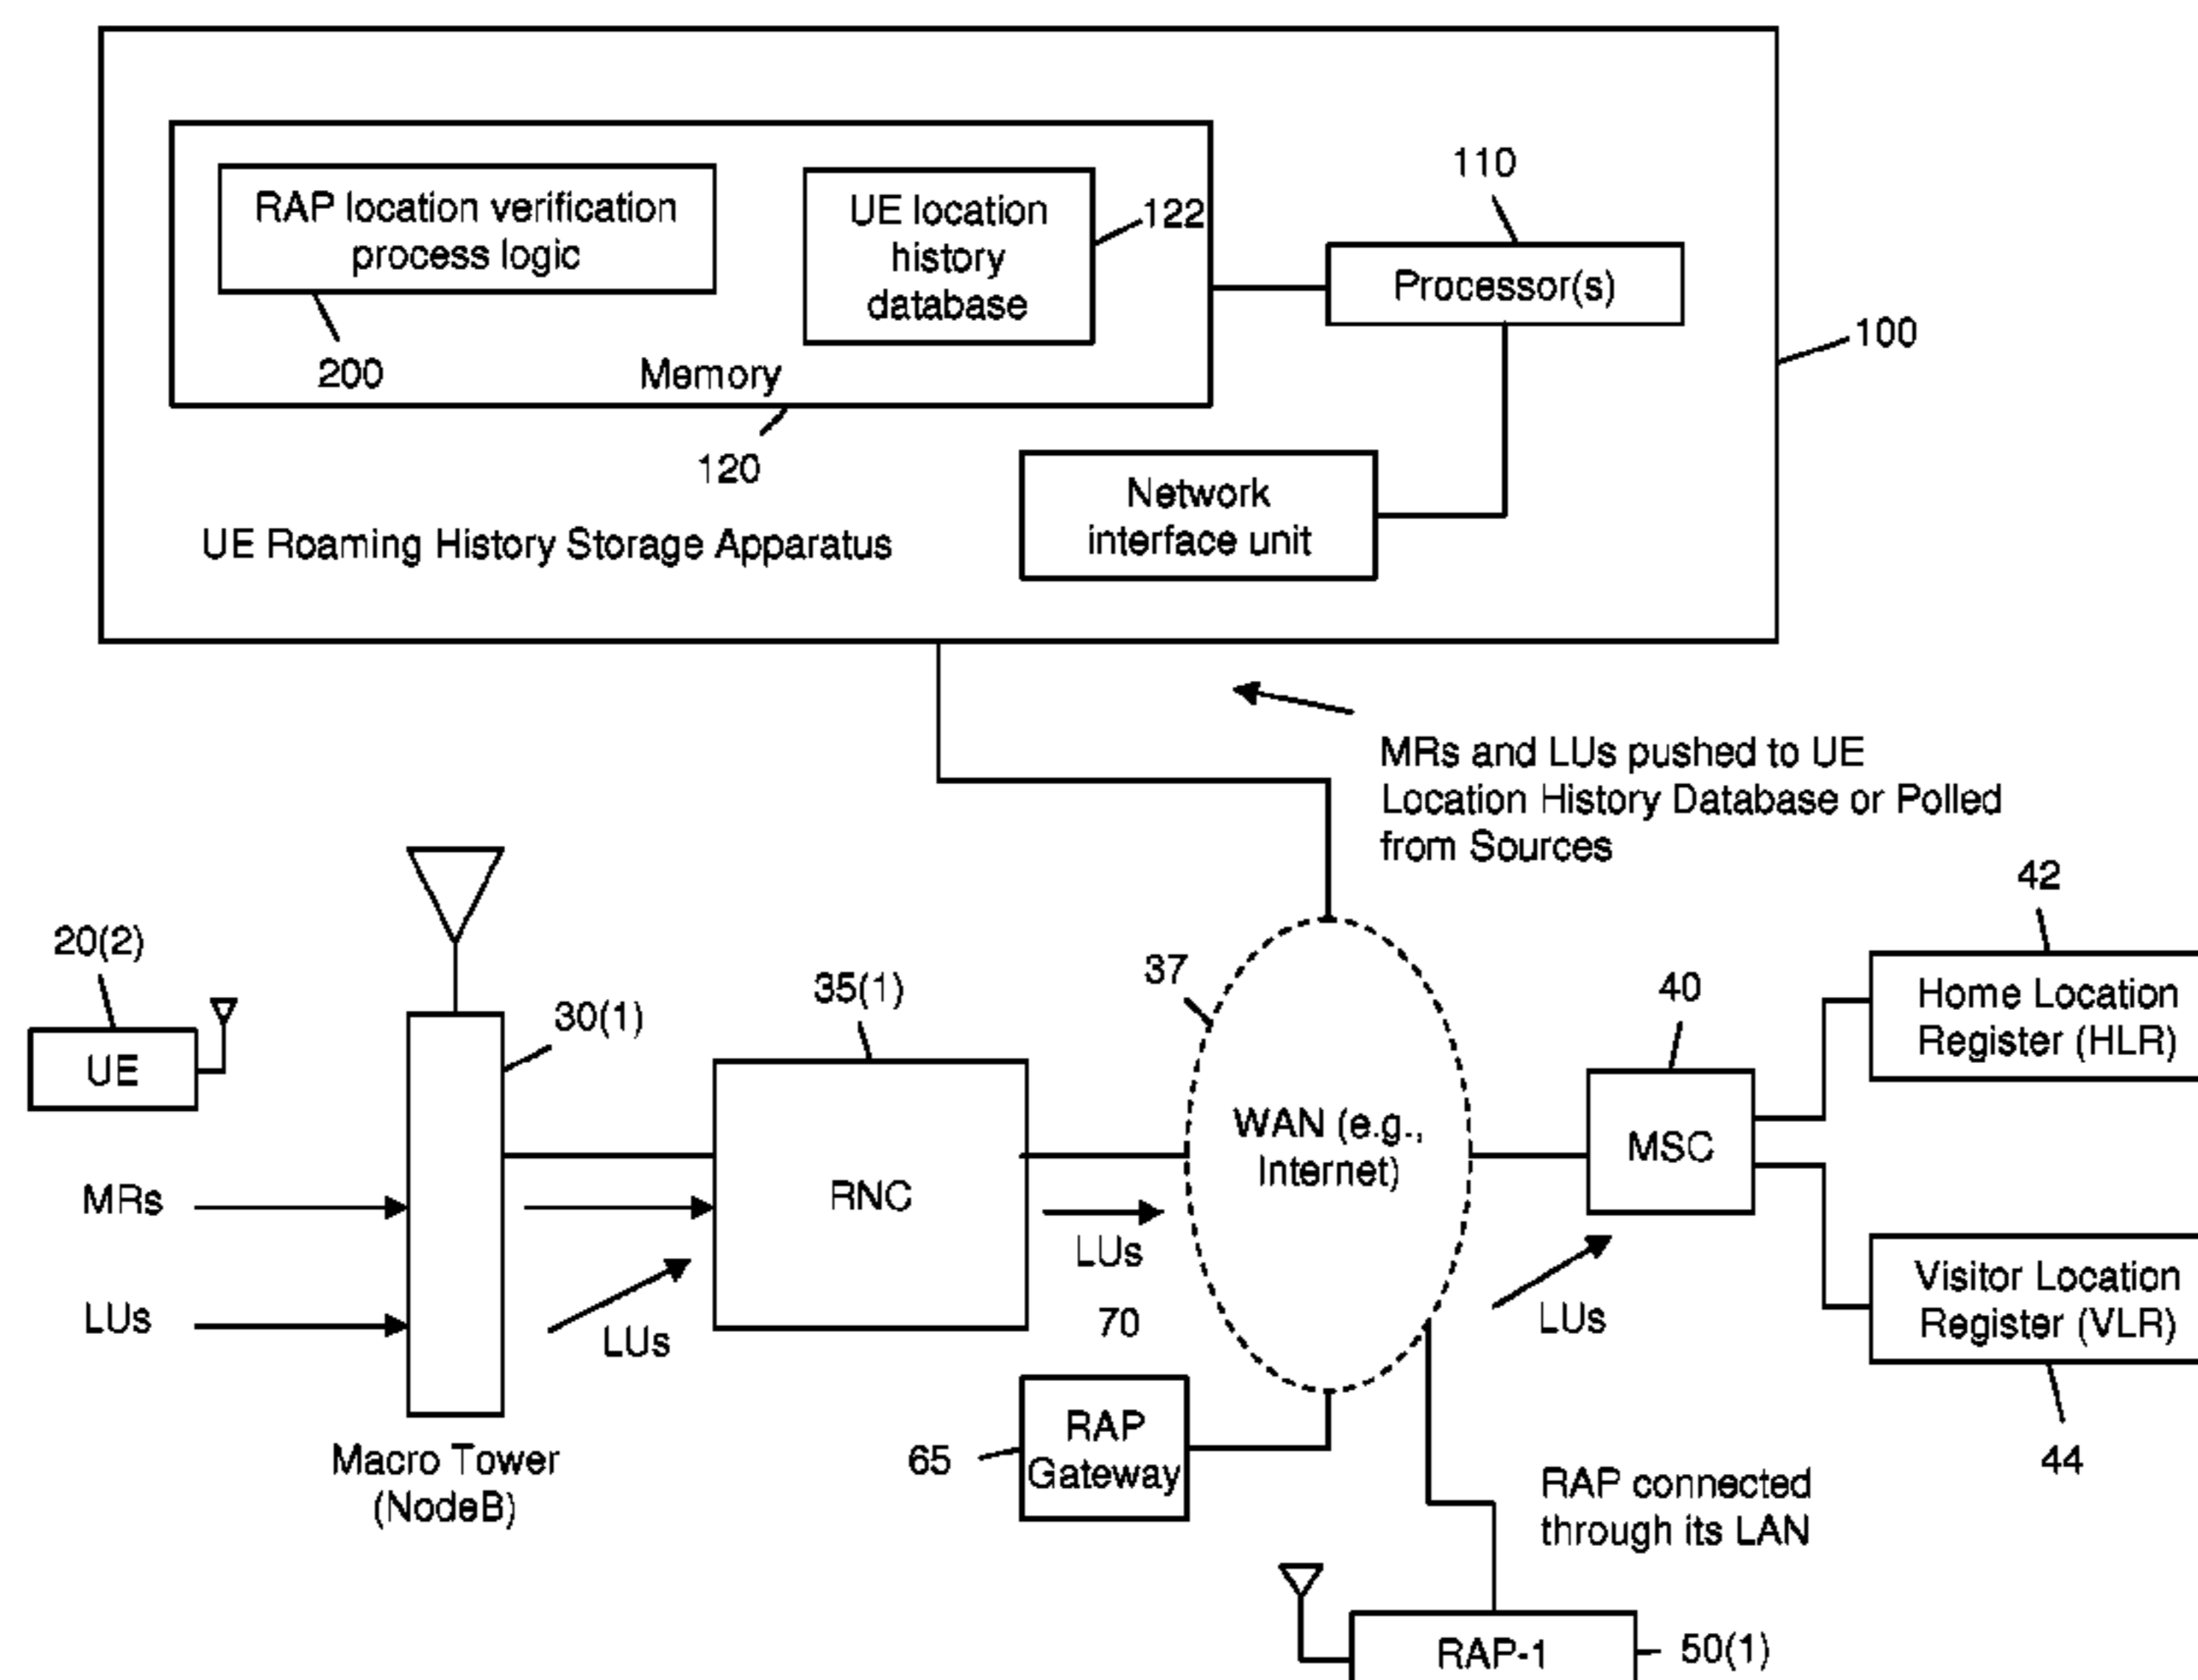 RAP location verification
process logic
UE location
history
database
122
110
Processor(s)
100
200
Memory
120
Network
interface unit
UE Roaming History Storage Apparatus
MRs and LUs pushed to UE
Location History Database or Polled
from Sources
20(2)
UE
30(1)
35(1)
RNC
37
WAN (e.g.,
Internet)
40
MSC
42
Home Location
Register (HLR)
MRs
LUs
LUs
LUs
LUs
Visitor Location
Register (VLR)
44
70
65
RAP
Gateway
Macro Tower
(NodeB)
RAP connected
through its LAN
RAP-1
50(1)